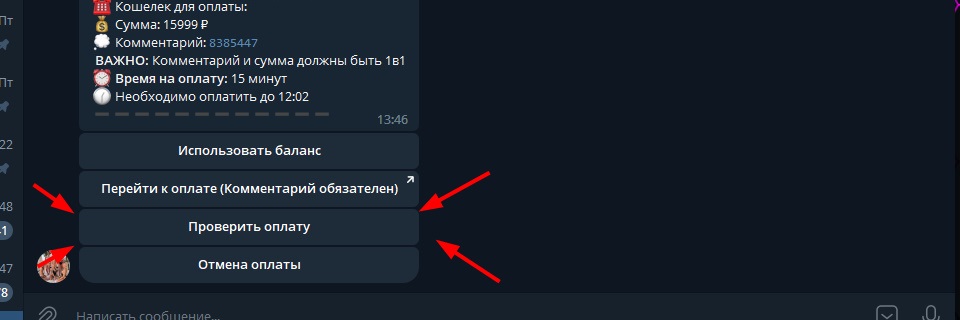 Пт
Кошелек для оплаты:
Сумма: 15999 ₽
Комментарий: 8385447
ВАЖНО: Комментарий и сумма должны быть 1в1
Пт
Время на оплату: 15 минут
Необходимо оплатить до 12:02
13:46
22
Использовать баланс
Перейти к оплате (Комментарий обязателен)
48
Проверить оплату
47
Отмена оплаты
Написать сообщение...